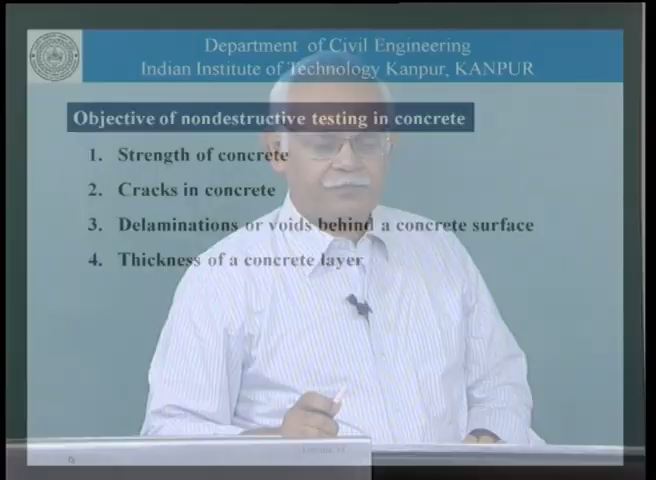 Department of Civil Engineering
Indian Institute of Technology Kanpur, KANPUR
Objective of nondestructive testing in concrete
1. Strength of concrete
2. Cracks in concrete
3. Delaminations or voids behind a concrete surface
4. Thickness of a concrete layer